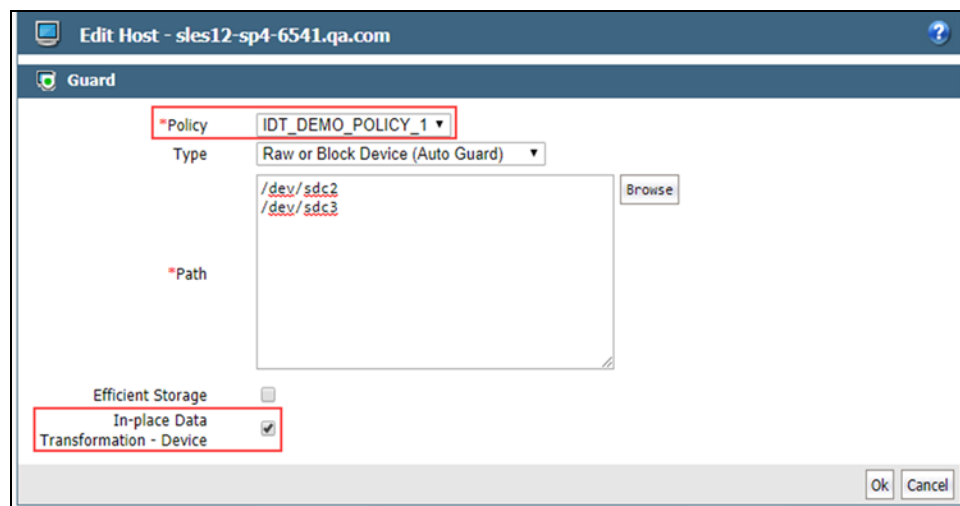 Edit Host - sles12-sp4-6541.qa.com
?
Guard
*Policy IDT_DEMO_POLICY_1
Type Raw or Block Device (Auto Guard)
/dev/sdc2
/dev/sdc3
Browse
*Path
Efficient Storage
In-place Data
Transformation - Device
Ok Cancel